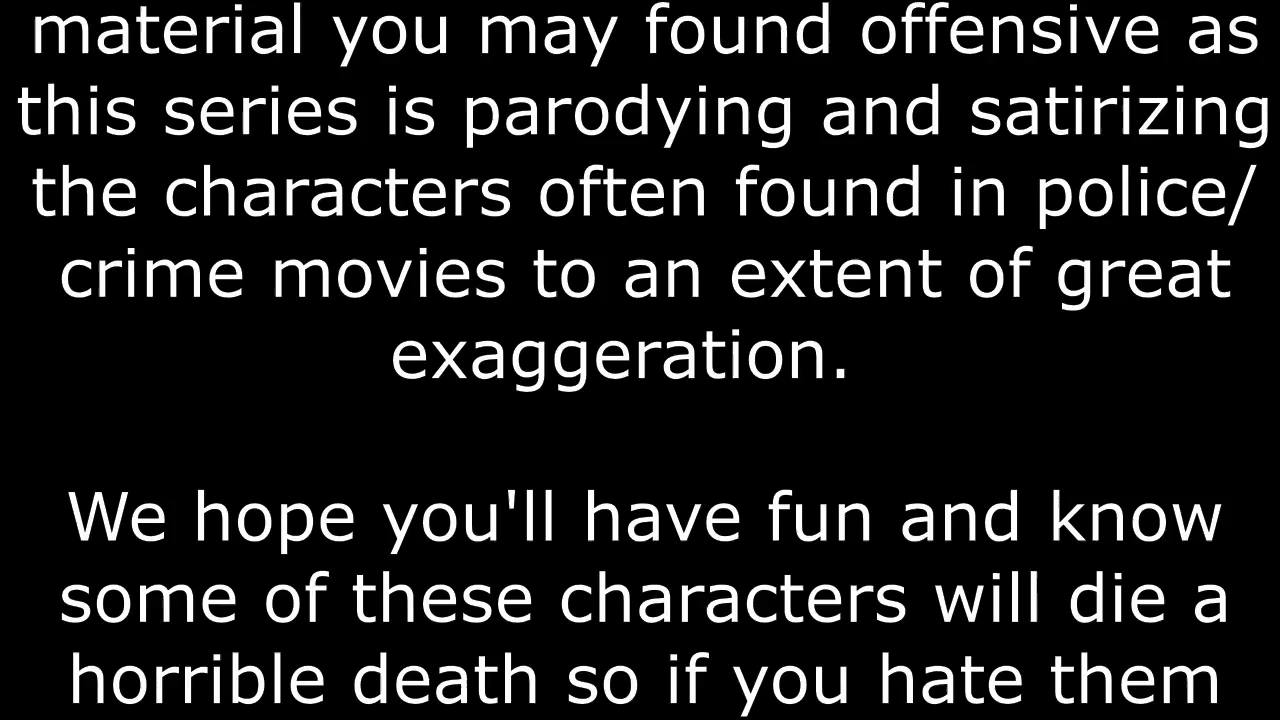 material you may found offensive as
this series is parodying and satirizing
the characters often found in police/
crime movies to an extent of great
exaggeration.
We hope you'll have fun and know
some of these characters will die a
horrible death so if you hate them